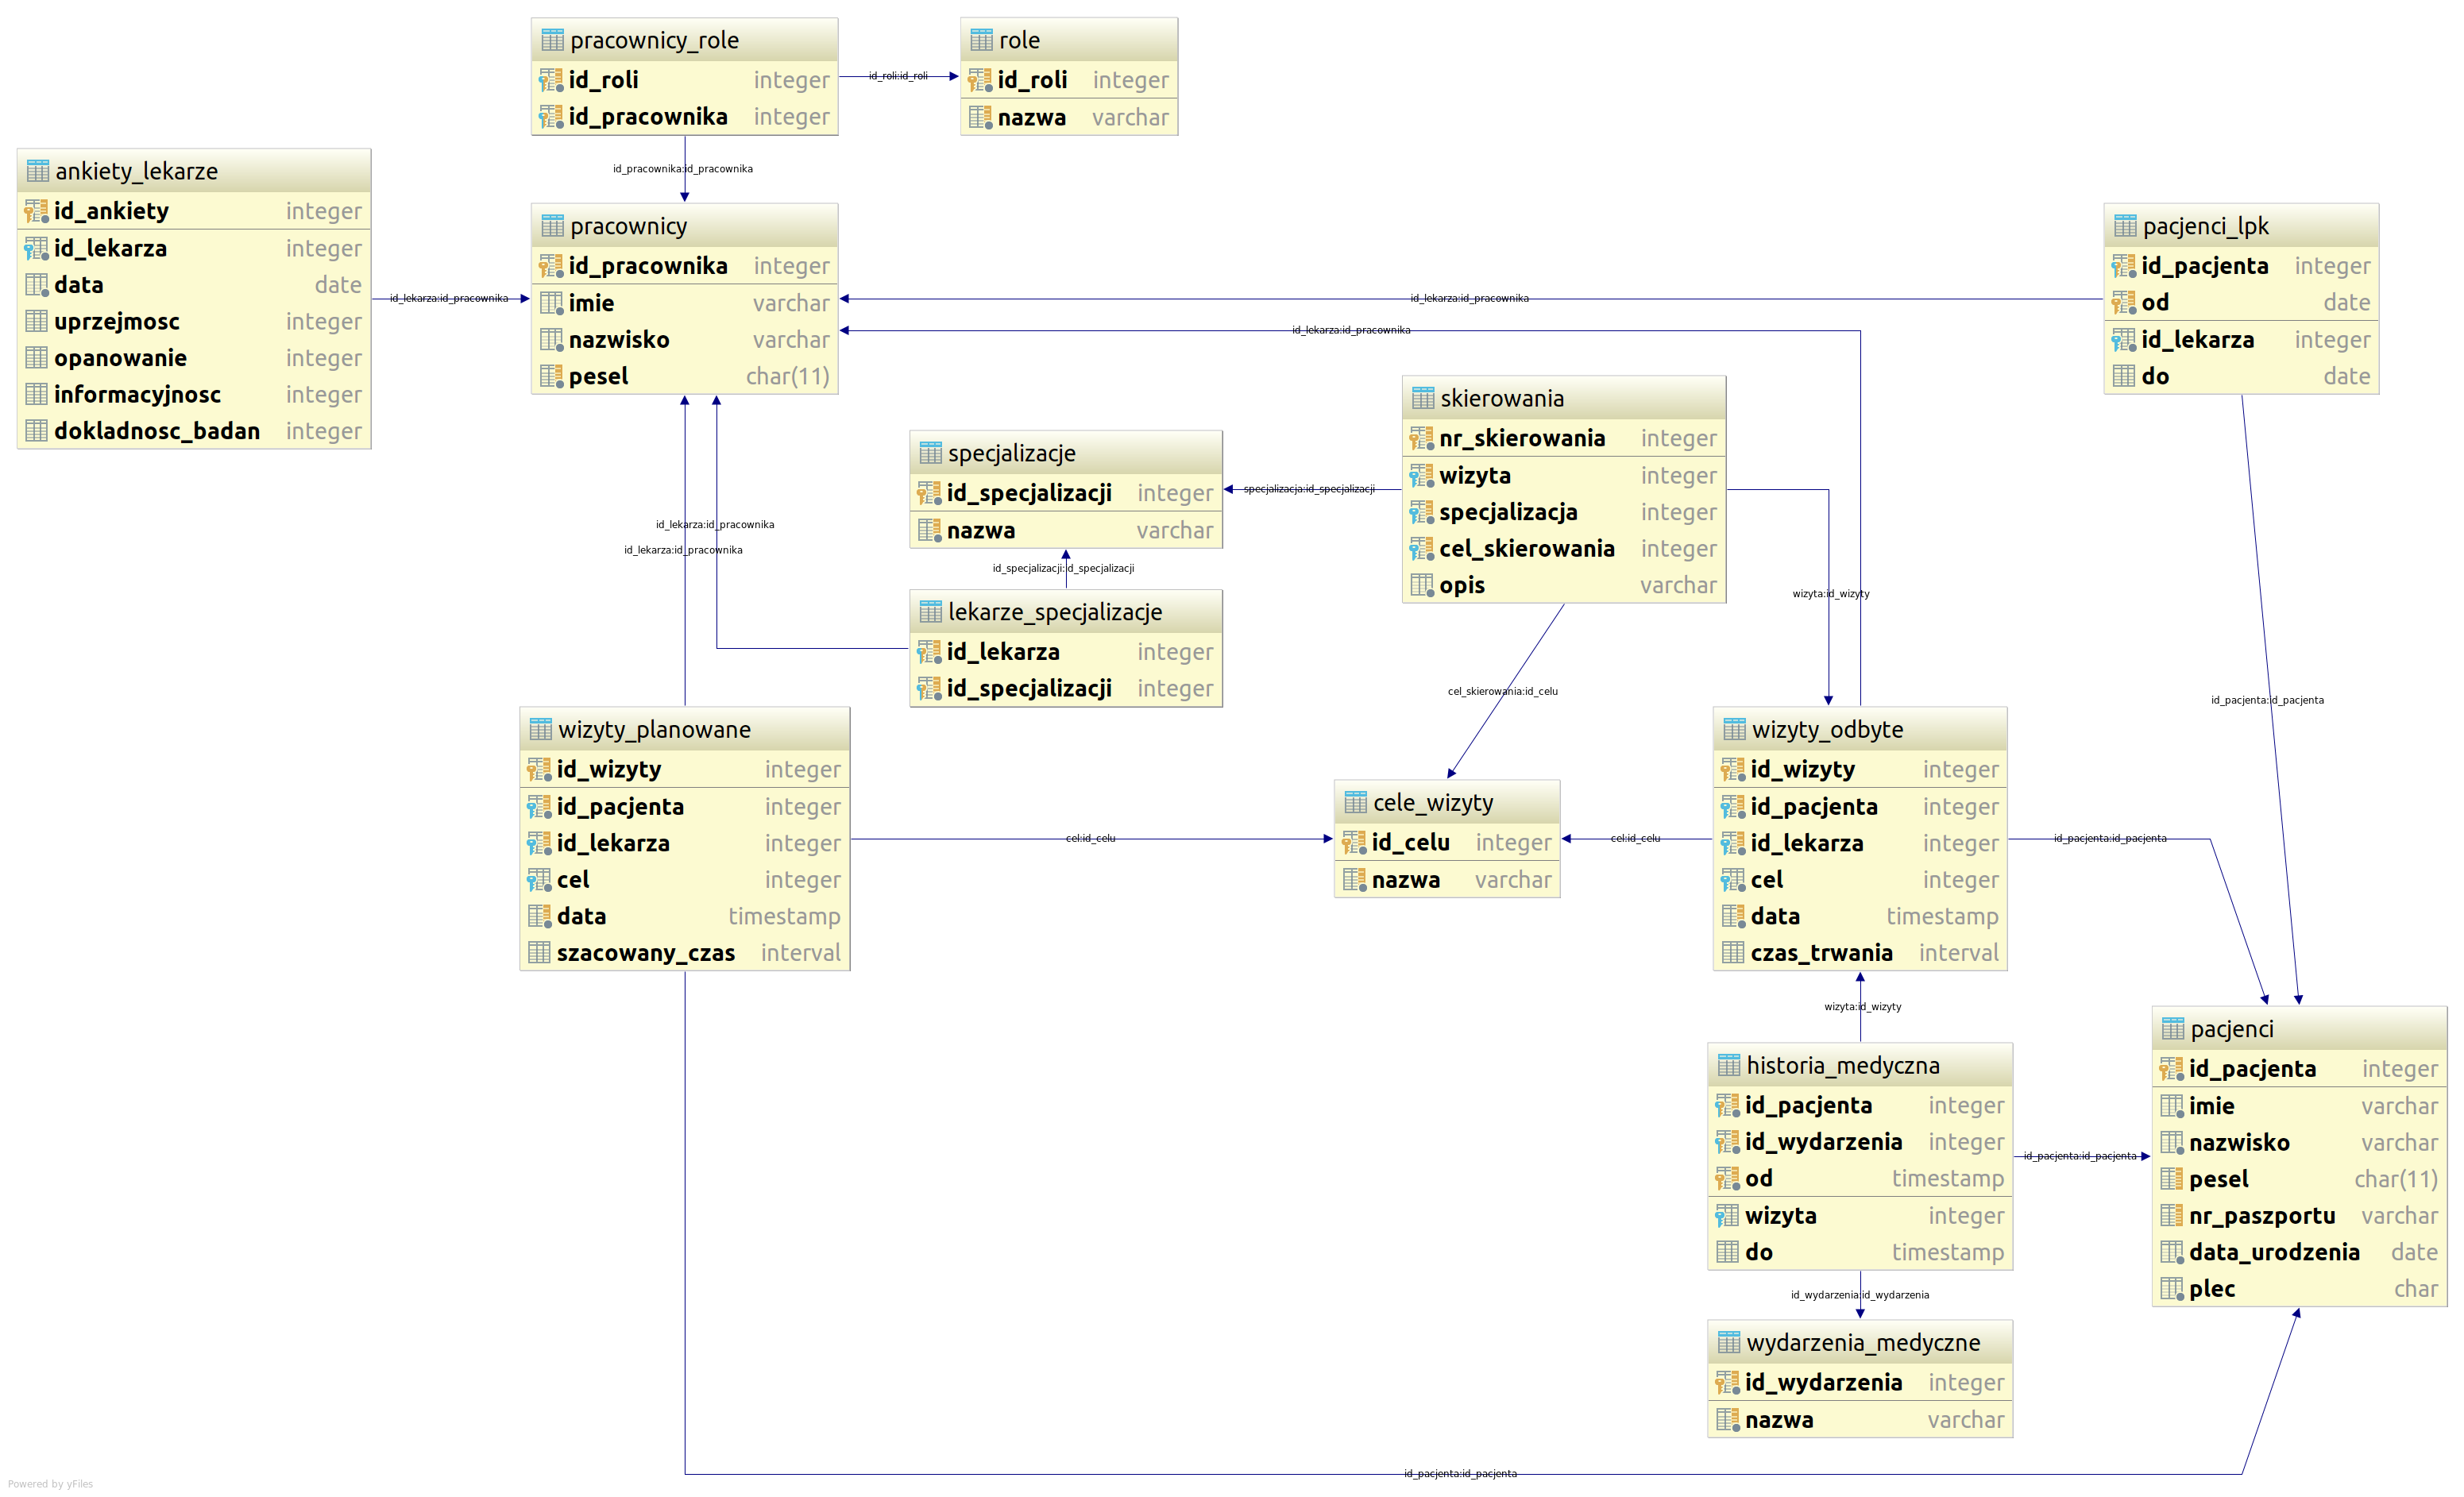 pracownicy_role
id_roli integer
id_pracownika integer
id_roli:id_roli
role
id_roli integer
nazwa varchar
id_pracownika:id_pracownika
ankiety_lekarze
id_ankiety integer
id_lekarza integer
data date
uprzejmosc integer
opanowanie integer
informacyjnosc integer
dokladnosc_badan integer
id_lekarza:id_pracownika
pracownicy
id_pracownika integer
imie varchar
nazwisko varchar
pesel char(11)
id_lekarza:id_pracownika
id_lekarza:id_pracownika
pacjenci_lpk
id_pacjenta integer
od date
id_lekarza integer
do date
skierowania
nr_skierowania integer
wizyta integer
specjalizacja integer
cel_skierowania integer
opis varchar
specjalizacje
id_specjalizacji integer
nazwa varchar
specjalizacja:id_specjalizacji
id_lekarza:id_pracownika
id_lekarza:id_pracownika
id_specjalizacji:id_specjalizacji
wizyta:id_wizyty
lekarze_specjalizacje
id_lekarza integer
id_specjalizacji integer
cel_skierowania:id_celu
id_pacjenta:id_pacjenta
wizyty_planowane
id_wizyty integer
id_pacjenta integer
id_lekarza integer
cel integer
data timestamp
szacowany_czas interval
cel:id_celu
cele_wizyty
id_celu integer
nazwa varchar
cel:id_celu
wizyty_odbyte
id_wizyty integer
id_pacjenta integer
id_lekarza integer
cel integer
data timestamp
czas_trwania interval
id_pacjenta:id_pacjenta
wizyta:id_wizyty
historia_medyczna
id_pacjenta integer
id_wydarzenia integer
od timestamp
wizyta integer
do timestamp
id_pacjenta:id_pacjenta
pacjenci
id_pacjenta integer
imie varchar
nazwisko varchar
pesel char(11)
nr_paszportu varchar
data_urodzenia date
plec char
id_wydarzenia:id_wydarzenia
wydarzenia_medyczne
id_wydarzenia integer
nazwa varchar
id_pacjenta:id_pacjenta
Powered by yFiles